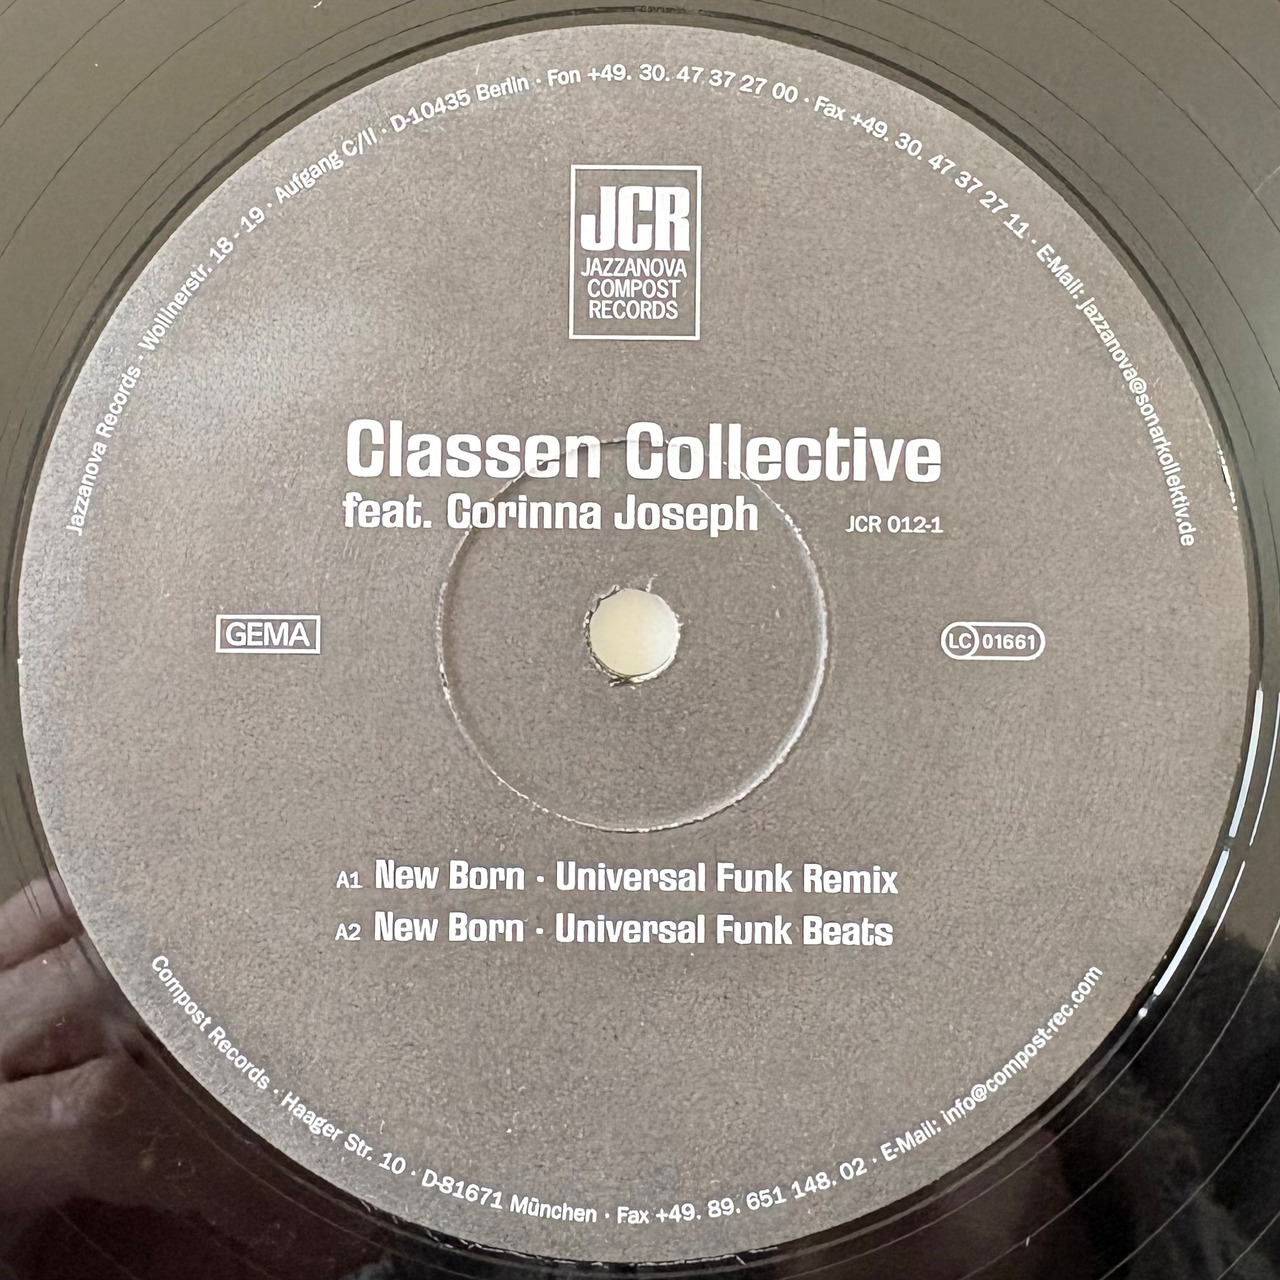 Jazzanova Records · Wollinerstr. 18 - 19 · Aufgang C/II · D-10435 Berlin · Fon +49. 30. 47 37 27 00 · Fax +49. 30. 47 37 27 11 · E-Mail: jazzanova@sonarkollektiv.de
JCR
JAZZANOVA
COMPOST
RECORDS
Classen Collective
feat. Corinna Joseph JCR 012-1
GEMA LC 01661
A1 New Born · Universal Funk Remix
A2 New Born · Universal Funk Beats
Compost Records · Haager Str. 10 · D-81671 München · Fax +49. 89. 651 148. 02 · E-Mail: info@compost-rec.com